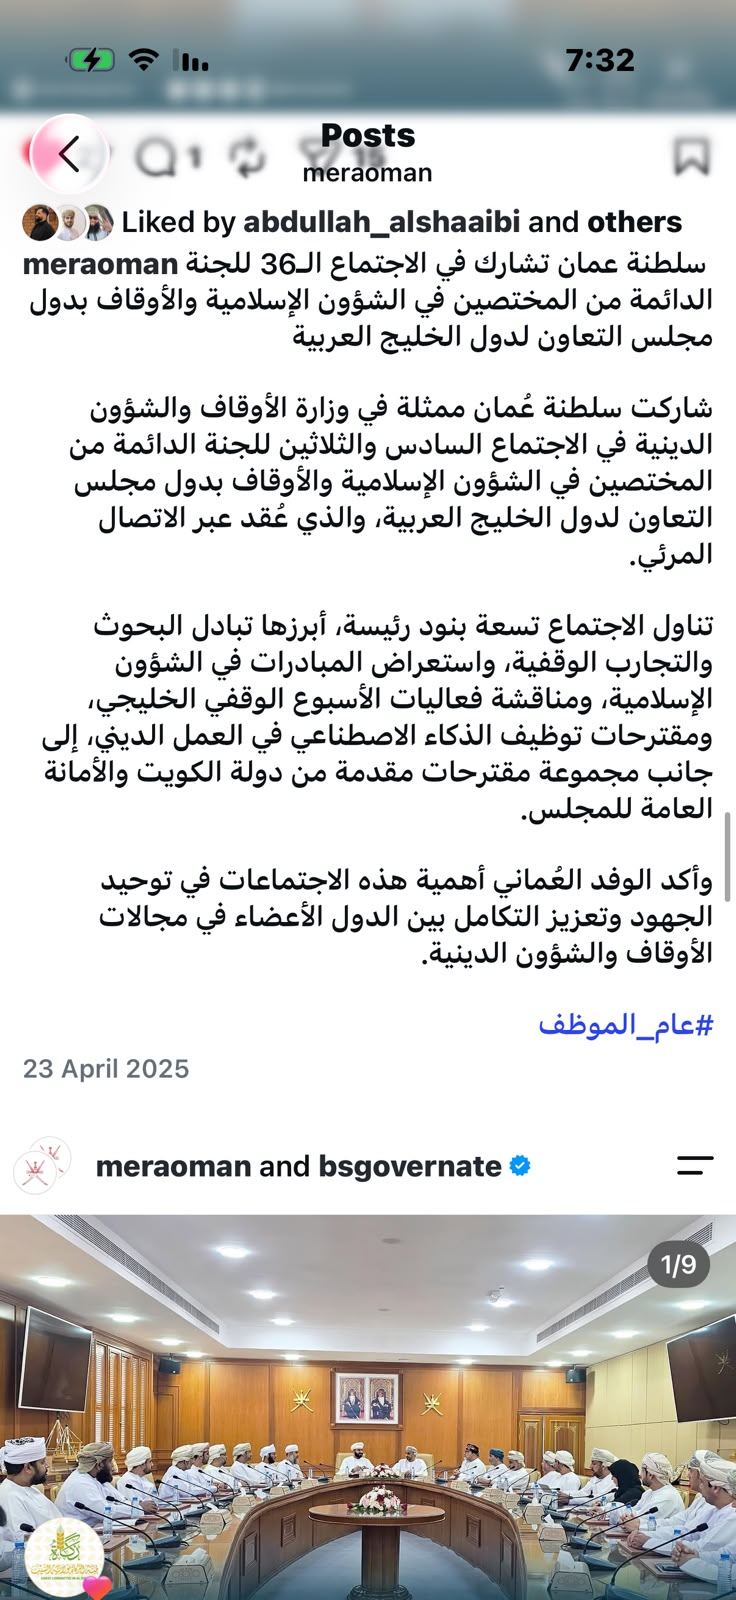 7:32
Posts
meraoman
1
15
Liked by abdullah_alshaaibi and others
meraoman سلطنة عمان تشارك في الاجتماع الـ36 للجنة
الدائمة من المختصين في الشؤون الإسلامية والأوقاف بدول
مجلس التعاون لدول الخليج العربية
شاركت سلطنة عُمان ممثلة في وزارة الأوقاف والشؤون
الدينية في الاجتماع السادس والثلاثين للجنة الدائمة من
المختصين في الشؤون الإسلامية والأوقاف بدول مجلس
التعاون لدول الخليج العربية، والذي عُقد عبر الاتصال
المرئي.
تناول الاجتماع تسعة بنود رئيسة، أبرزها تبادل البحوث
والتجارب الوقفية، واستعراض المبادرات في الشؤون
الإسلامية، ومناقشة فعاليات الأسبوع الوقفي الخليجي،
ومقترحات توظيف الذكاء الاصطناعي في العمل الديني، إلى
جانب مجموعة مقترحات مقدمة من دولة الكويت والأمانة
العامة للمجلس.
وأكد الوفد العُماني أهمية هذه الاجتماعات في توحيد
الجهود وتعزيز التكامل بين الدول الأعضاء في مجالات
الأوقاف والشؤون الدينية.
#عام_الموظف
23 April 2025
meraoman and bsgovernate
1/9